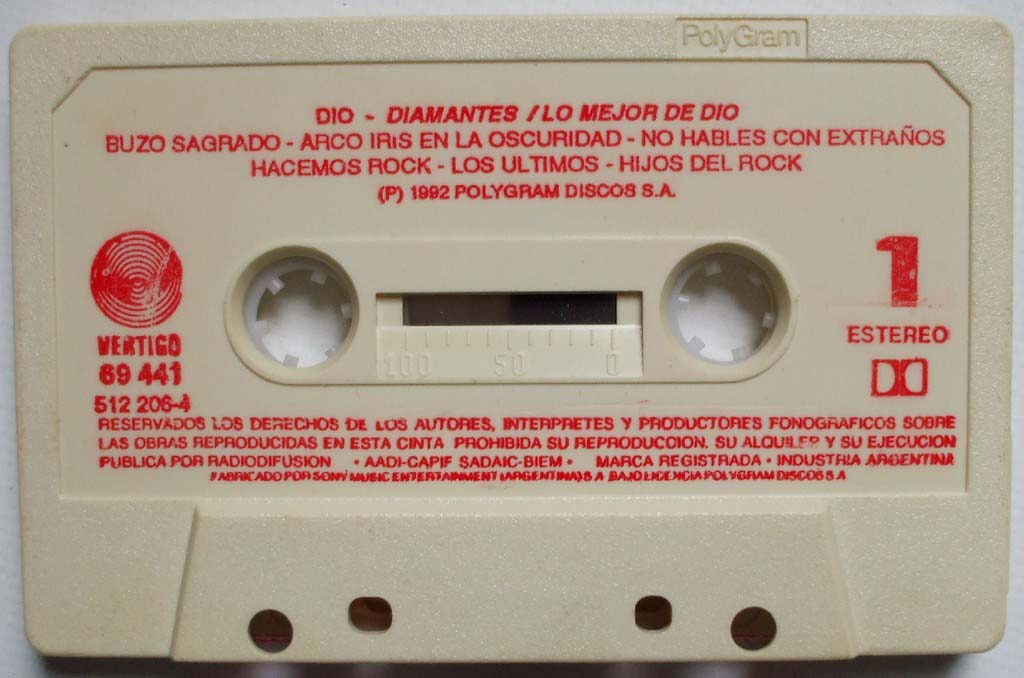 PolyGram
DIO - DIAMANTES / LO MEJOR DE DIO
BUZO SAGRADO - ARCO IRIS EN LA OSCURIDAD - NO HABLES CON EXTRAÑOS
HACEMOS ROCK - LOS ULTIMOS - HIJOS DEL ROCK
(P) 1992 POLYGRAM DISCOS S.A.
1
ESTEREO
100 50 0
VERTIGO
69 441
512 206-4
RESERVADOS LOS DERECHOS DE LOS AUTORES, INTERPRETES Y PRODUCTORES FONOGRAFICOS SOBRE
LAS OBRAS REPRODUCIDAS EN ESTA CINTA PROHIBIDA SU REPRODUCCION, SU ALQUILER Y SU EJECUCION
PUBLICA POR RADIODIFUSION • AADI-CAPIF SADAIC-BIEM • MARCA REGISTRADA • INDUSTRIA ARGENTINA
FABRICADO POR SONY MUSIC ENTERTAINMENT (ARGENTINA) S A BAJO LICENCIA POLYGRAM DISCOS S A